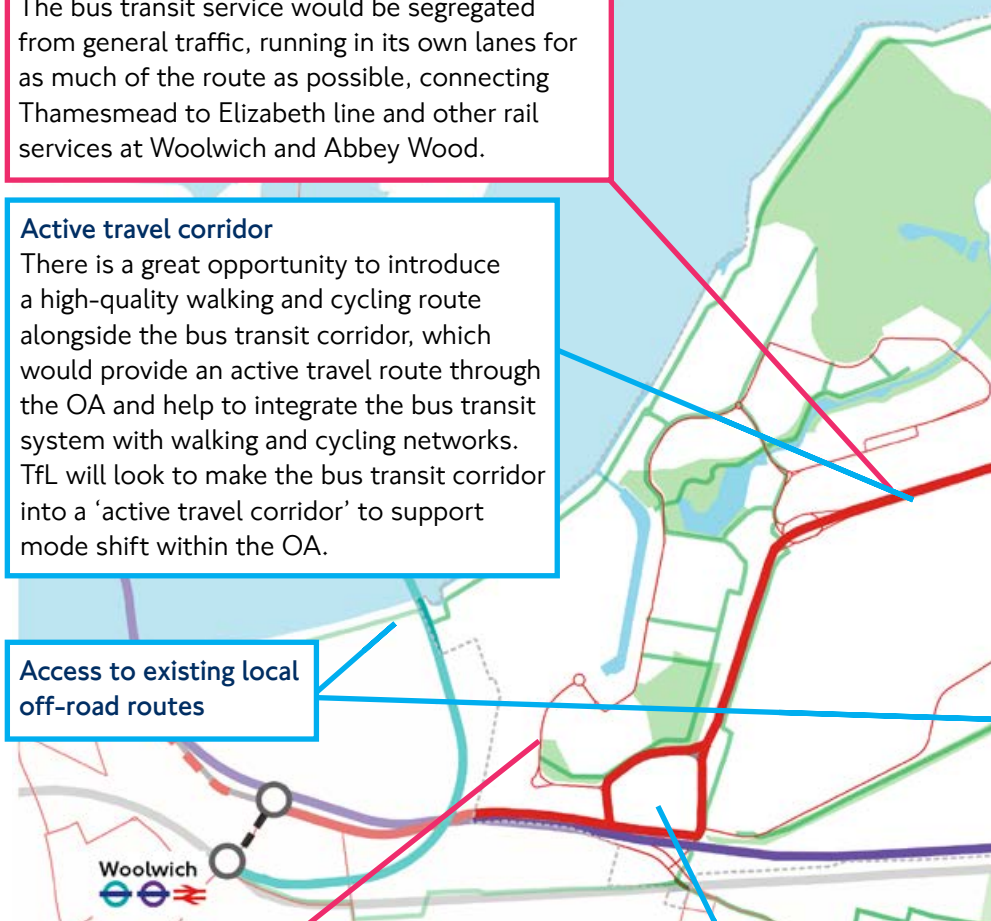 The bus transit service would be segregated
from general traffic, running in its own lanes for
as much of the route as possible, connecting
Thamesmead to Elizabeth line and other rail
services at Woolwich and Abbey Wood.
Active travel corridor
There is a great opportunity to introduce
a high-quality walking and cycling route
alongside the bus transit corridor, which
would provide an active travel route through
the OA and help to integrate the bus transit
system with walking and cycling networks.
TfL will look to make the bus transit corridor
into a ‘active travel corridor’ to support
mode shift within the OA.
Access to existing local
off-road routes
Woolwich